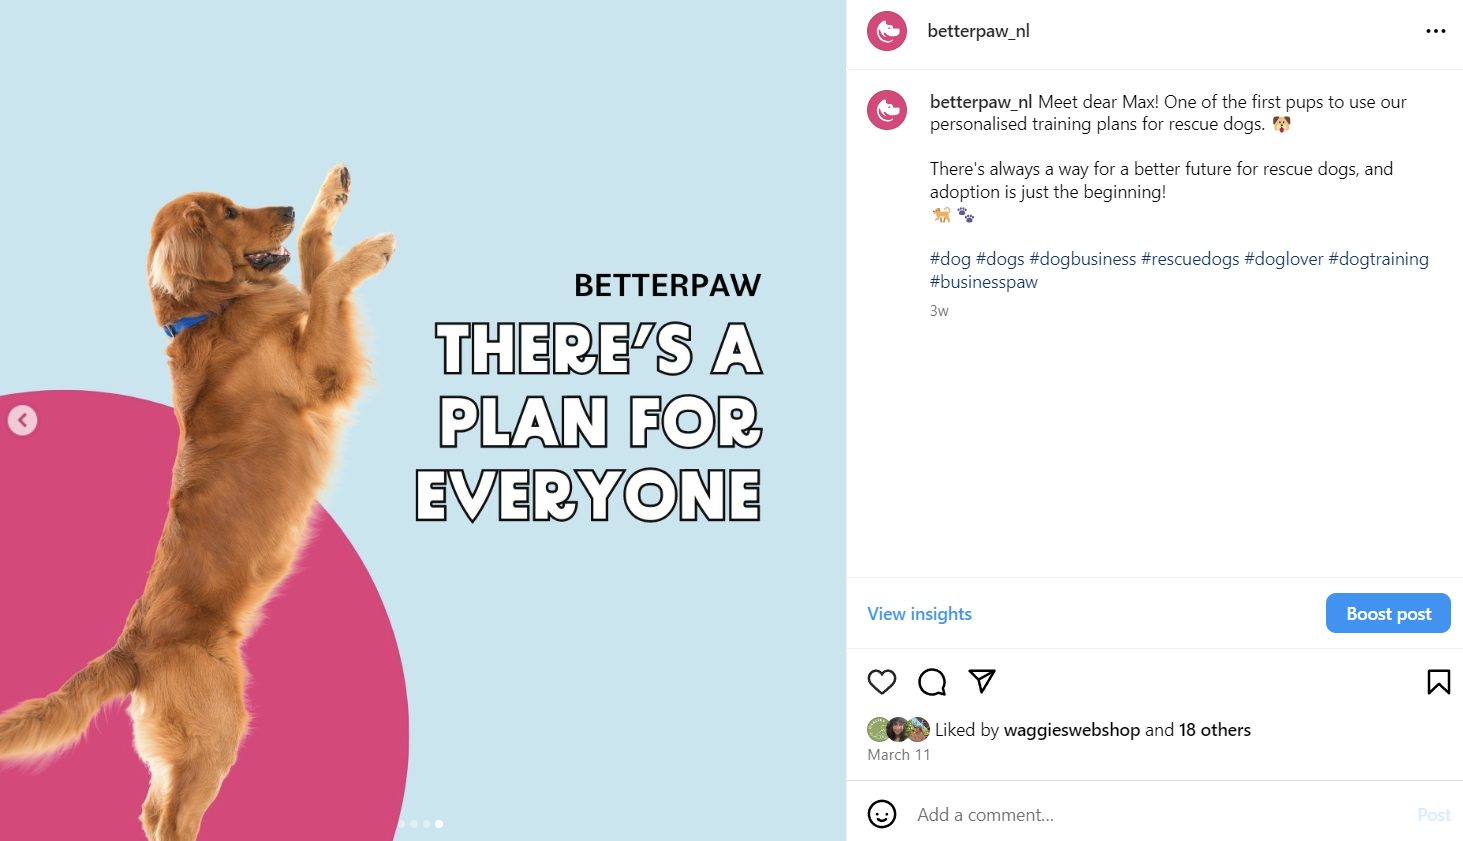 BETTERPAW
THERE'S A
PLAN FOR
EVERYONE
betterpaw_nl
betterpaw_nl Meet dear Max! One of the first pups to use our
personalised training plans for rescue dogs. 🐶
There's always a way for a better future for rescue dogs, and
adoption is just the beginning!
🐕 🐾
#dog #dogs #dogbusiness #rescuedogs #doglover #dogtraining
#businesspaw
3w
View insights
Boost post
Liked by waggieswebshop and 18 others
March 11
Add a comment...
Post